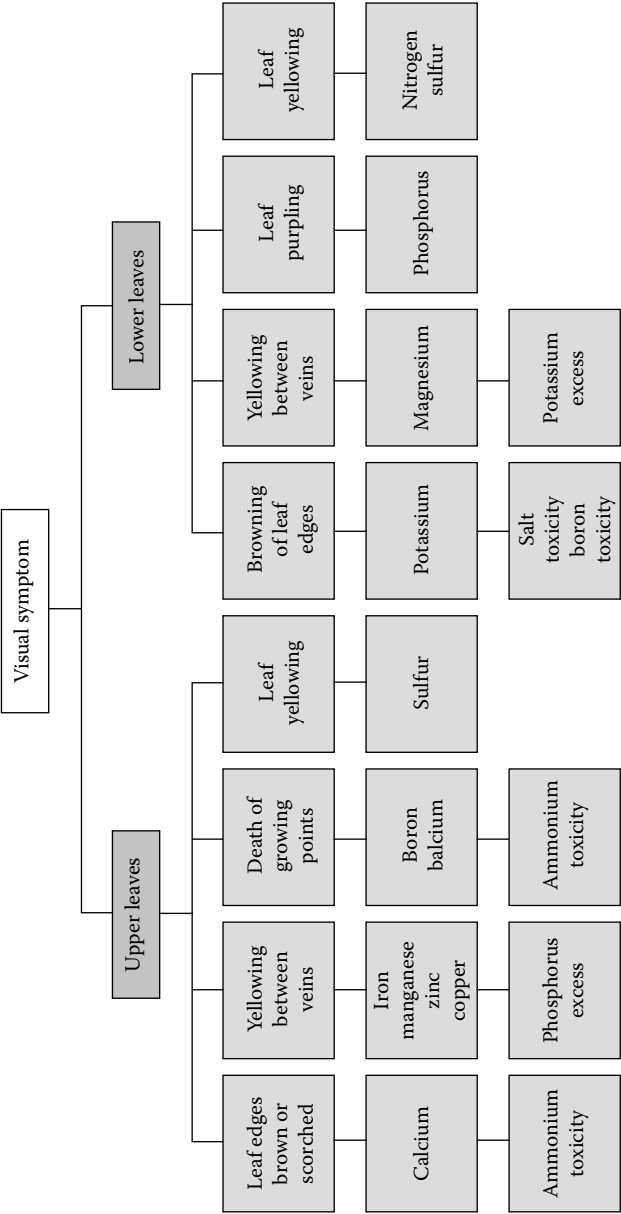 Visual symptom
Upper leaves
Lower leaves
Leaf edges
brown or
scorched
Yellowing
between
veins
Death of
growing
points
Leaf
yellowing
Browning
of leaf
edges
Yellowing
between
veins
Leaf
purpling
Leaf
yellowing
Calcium
Iron
manganese
zinc
copper
Boron
balcium
Sulfur
Potassium
Magnesium
Phosphorus
Nitrogen
sulfur
Ammonium
toxicity
Phosphorus
excess
Ammonium
toxicity
Salt
toxicity
boron
toxicity
Potassium
excess